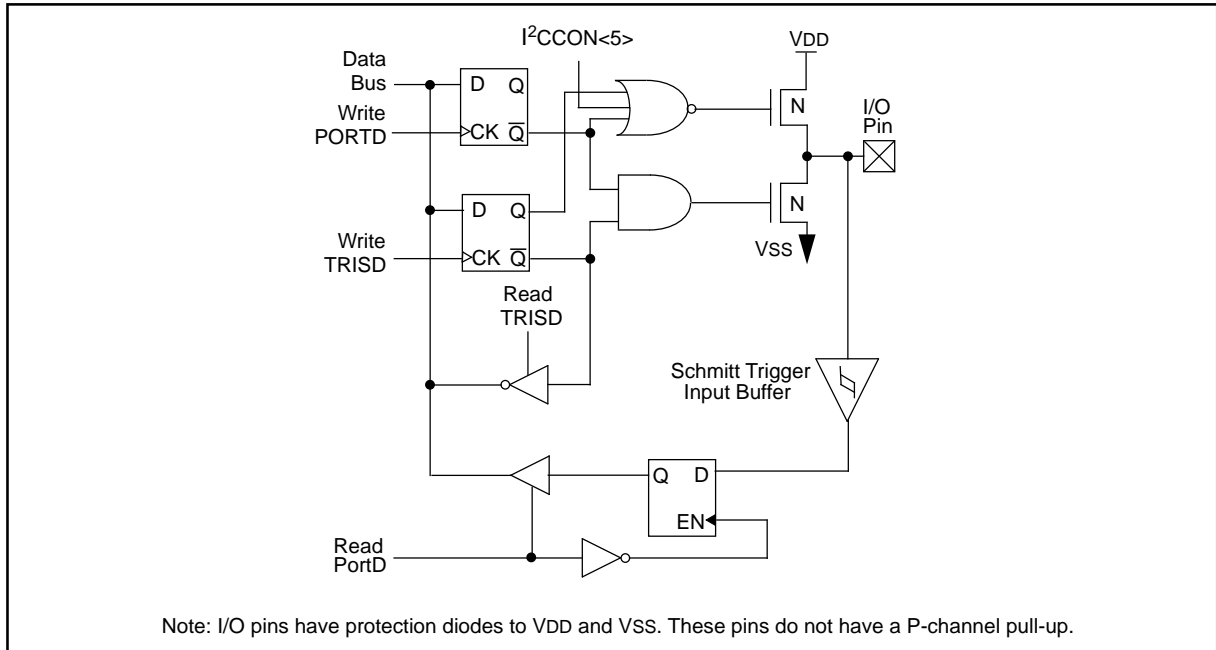 I²CCON<5>
VDD
Data
Bus
D Q
N
I/O
Pin
Write
PORTD
CK Q̅
D Q
N
Write
TRISD
CK Q̅
VSS
Read
TRISD
Schmitt Trigger
Input Buffer
Q D
EN
Read
PortD
Note: I/O pins have protection diodes to VDD and VSS. These pins do not have a P-channel pull-up.